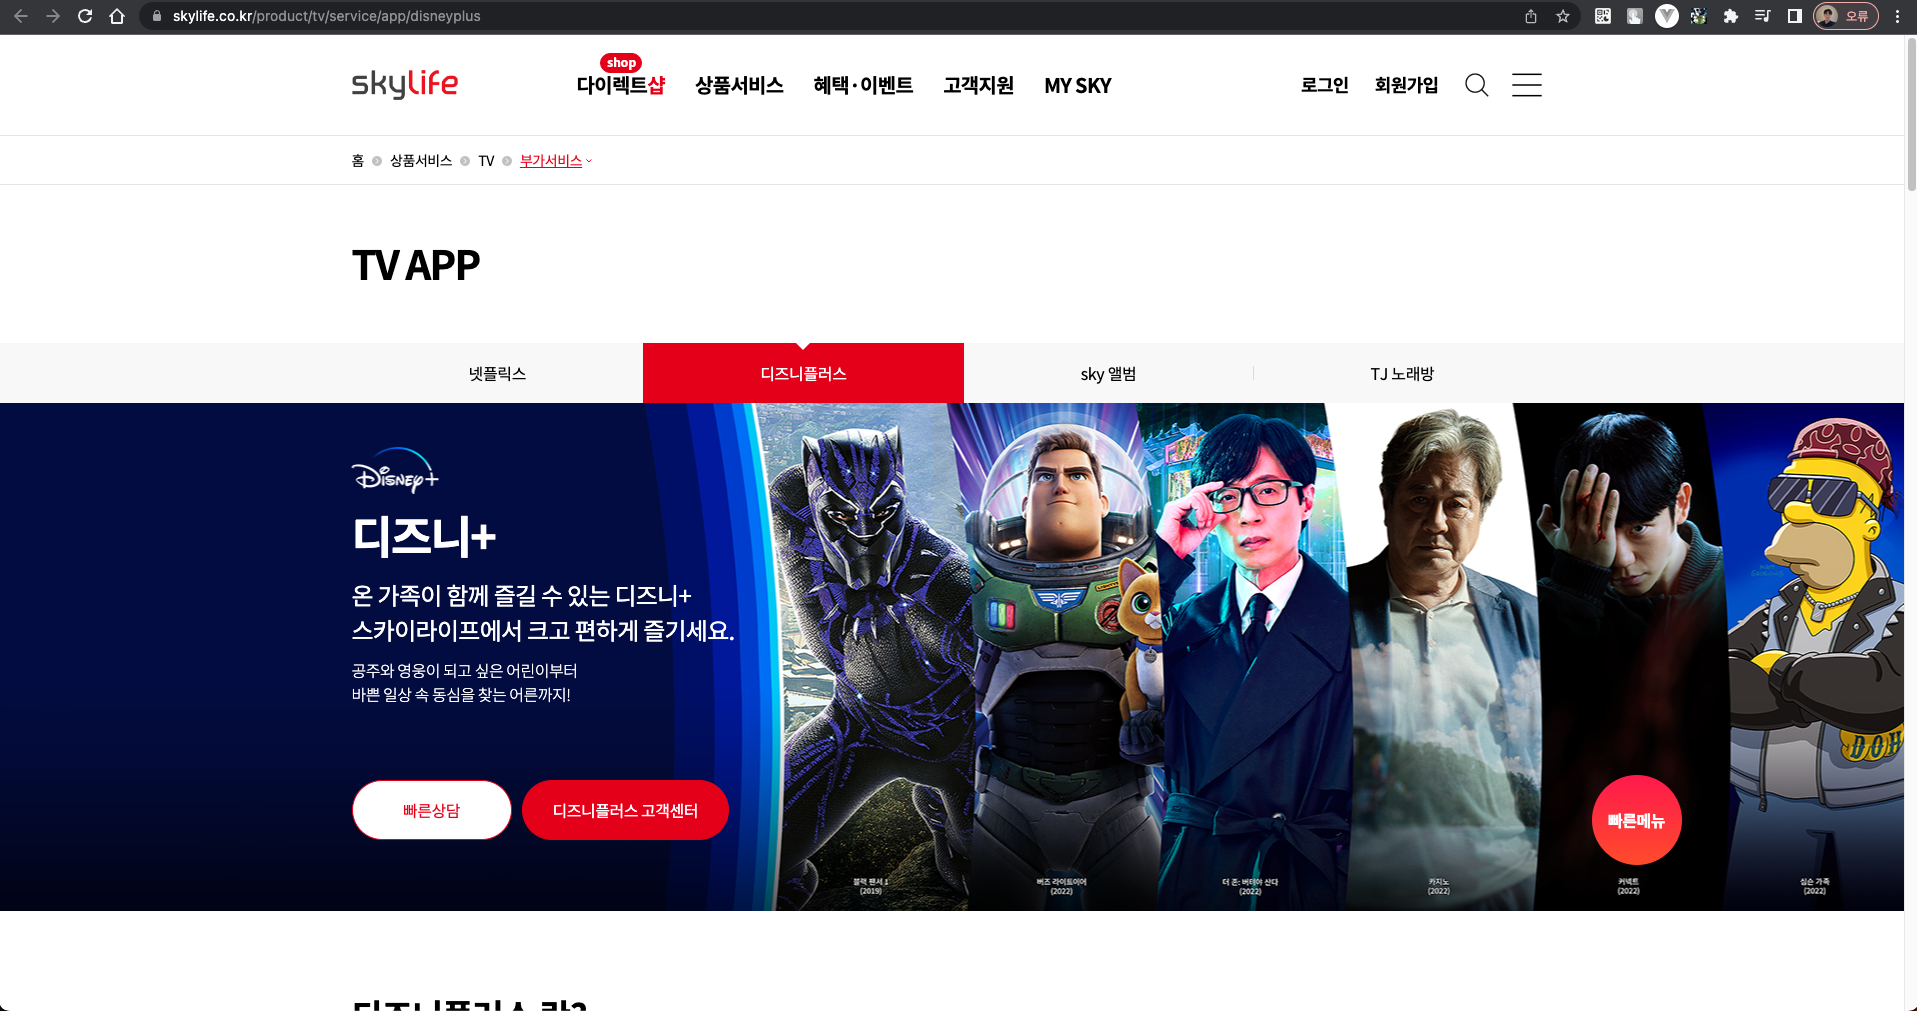 skylife.co.kr/product/tv/service/app/disneyplus
오류
skylife
shop
다이렉트샵
상품서비스
혜택·이벤트
고객지원
MY SKY
로그인
회원가입
홈
상품서비스
TV
부가서비스
TV APP
넷플릭스
디즈니플러스
sky 앨범
TJ 노래방
Disney+
디즈니+
온 가족이 함께 즐길 수 있는 디즈니+
스카이라이프에서 크고 편하게 즐기세요.
공주와 영웅이 되고 싶은 어린이부터
바쁜 일상 속 동심을 찾는 어른까지!
빠른상담
디즈니플러스 고객센터
빠른메뉴
블랙 팬서 1
(2019)
버즈 라이트이어
(2022)
더 존: 버텨야 산다
(2022)
카지노
(2022)
커넥트
(2022)
심슨 가족
(2022)
DOH
디즈니플러스 란?